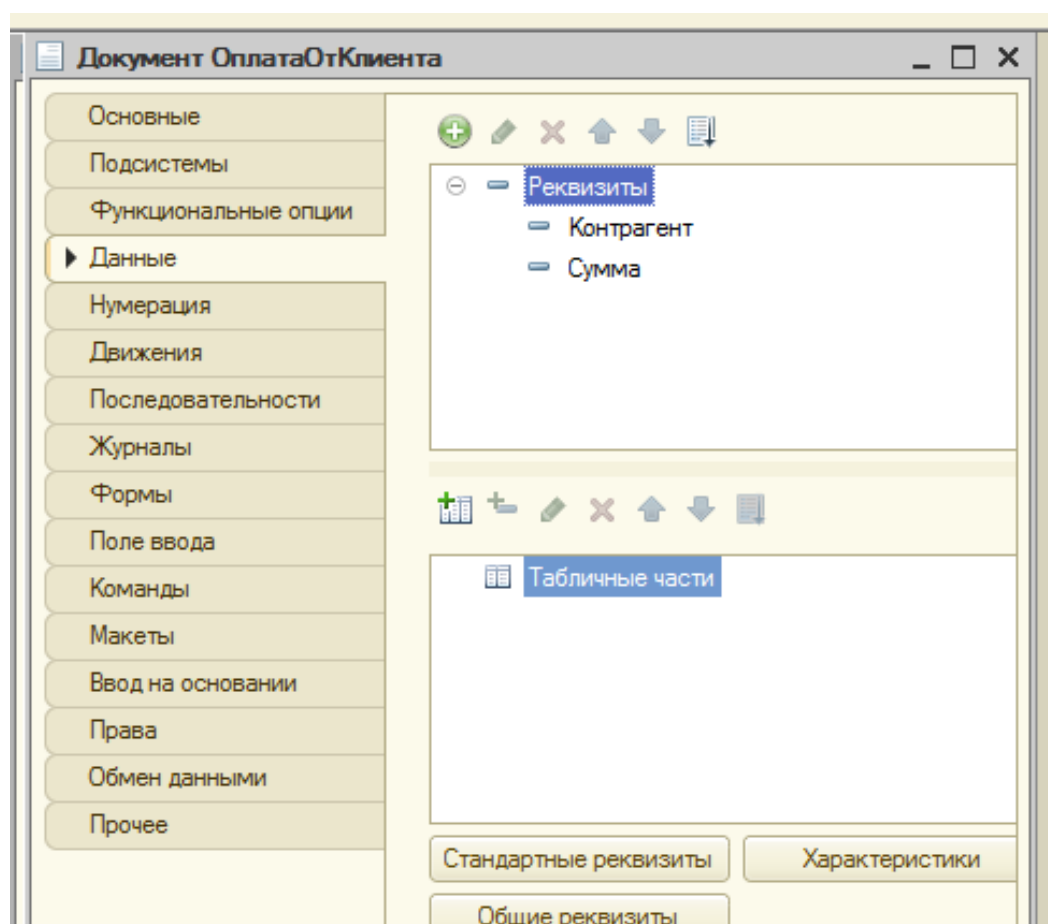 Документ ОплатаОтКлиента
Основные
Подсистемы
Функциональные опции
Данные
Нумерация
Движения
Последовательности
Журналы
Формы
Поле ввода
Команды
Макеты
Ввод на основании
Права
Обмен данными
Прочее
Реквизиты
Контрагент
Сумма
Табличные части
Стандартные реквизиты
Характеристики
Общие реквизиты